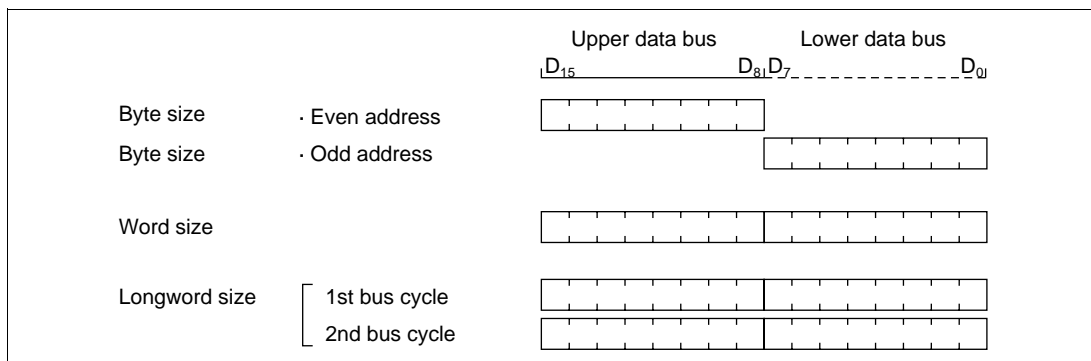 Upper data bus Lower data bus
D15 D8 D7 D0
Byte size · Even address
Byte size · Odd address
Word size
Longword size 1st bus cycle
2nd bus cycle